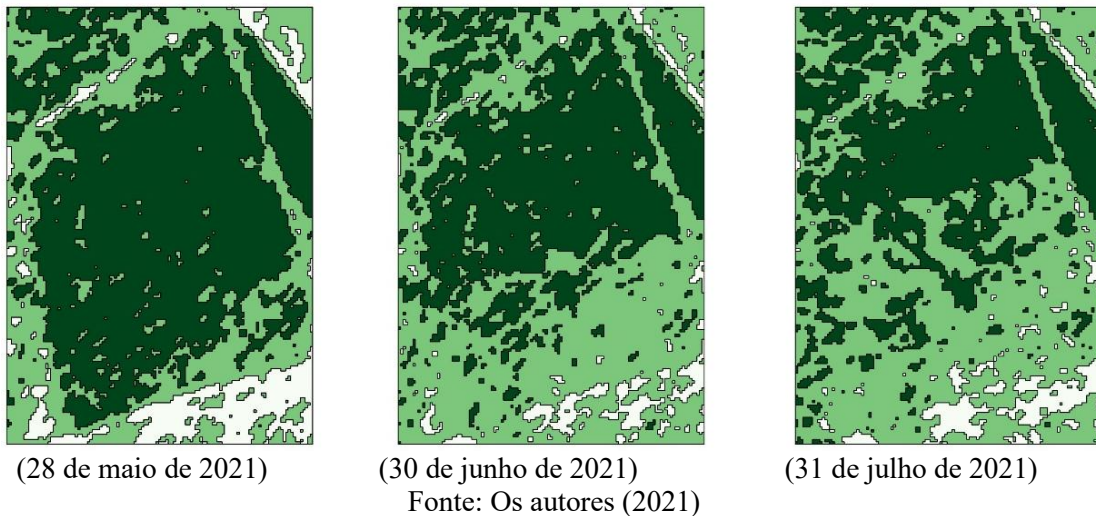 (28 de maio de 2021) (30 de junho de 2021) (31 de julho de 2021)
Fonte: Os autores (2021)